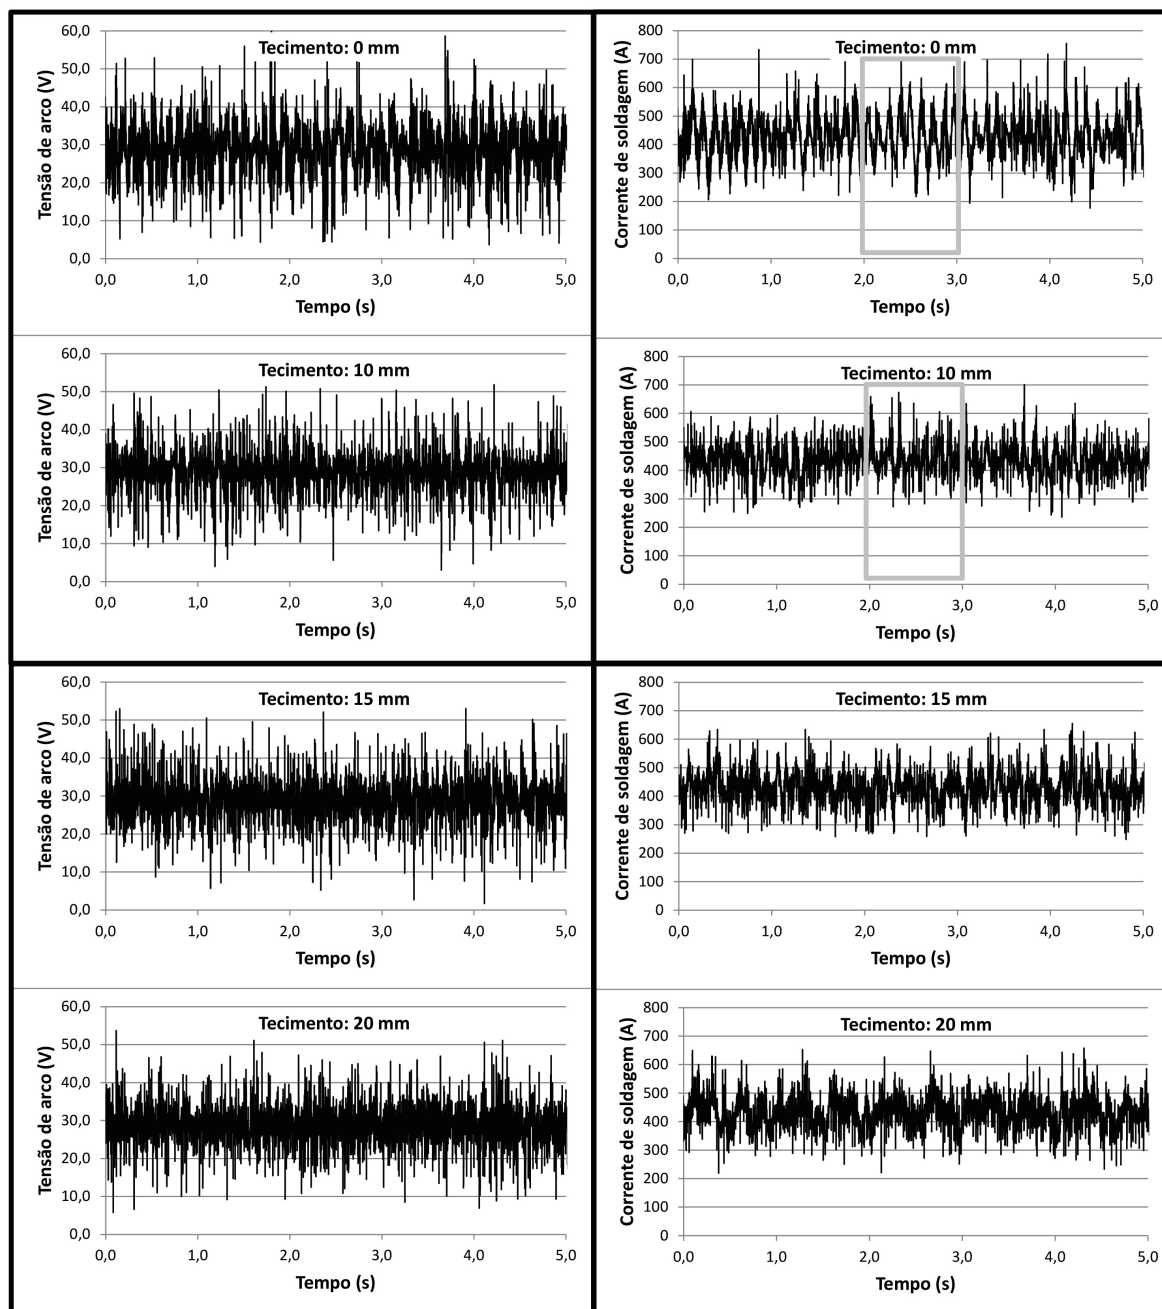 Tecimento: 0 mm
Tensão de arco (V)
60,0
50,0
40,0
30,0
20,0
10,0
0,0
0,0 1,0 2,0 3,0 4,0 5,0
Tempo (s)
Tecimento: 0 mm
Corrente de soldagem (A)
800
700
600
500
400
300
200
100
0
0,0 1,0 2,0 3,0 4,0 5,0
Tempo (s)
Tecimento: 10 mm
Tensão de arco (V)
60,0
50,0
40,0
30,0
20,0
10,0
0,0
0,0 1,0 2,0 3,0 4,0 5,0
Tempo (s)
Tecimento: 10 mm
Corrente de soldagem (A)
800
700
600
500
400
300
200
100
0
0,0 1,0 2,0 3,0 4,0 5,0
Tempo (s)
Tecimento: 15 mm
Tensão de arco (V)
60,0
50,0
40,0
30,0
20,0
10,0
0,0
0,0 1,0 2,0 3,0 4,0 5,0
Tempo (s)
Tecimento: 15 mm
Corrente de soldagem (A)
800
700
600
500
400
300
200
100
0
0,0 1,0 2,0 3,0 4,0 5,0
Tempo (s)
Tecimento: 20 mm
Tensão de arco (V)
60,0
50,0
40,0
30,0
20,0
10,0
0,0
0,0 1,0 2,0 3,0 4,0 5,0
Tempo (s)
Tecimento: 20 mm
Corrente de soldagem (A)
800
700
600
500
400
300
200
100
0
0,0 1,0 2,0 3,0 4,0 5,0
Tempo (s)